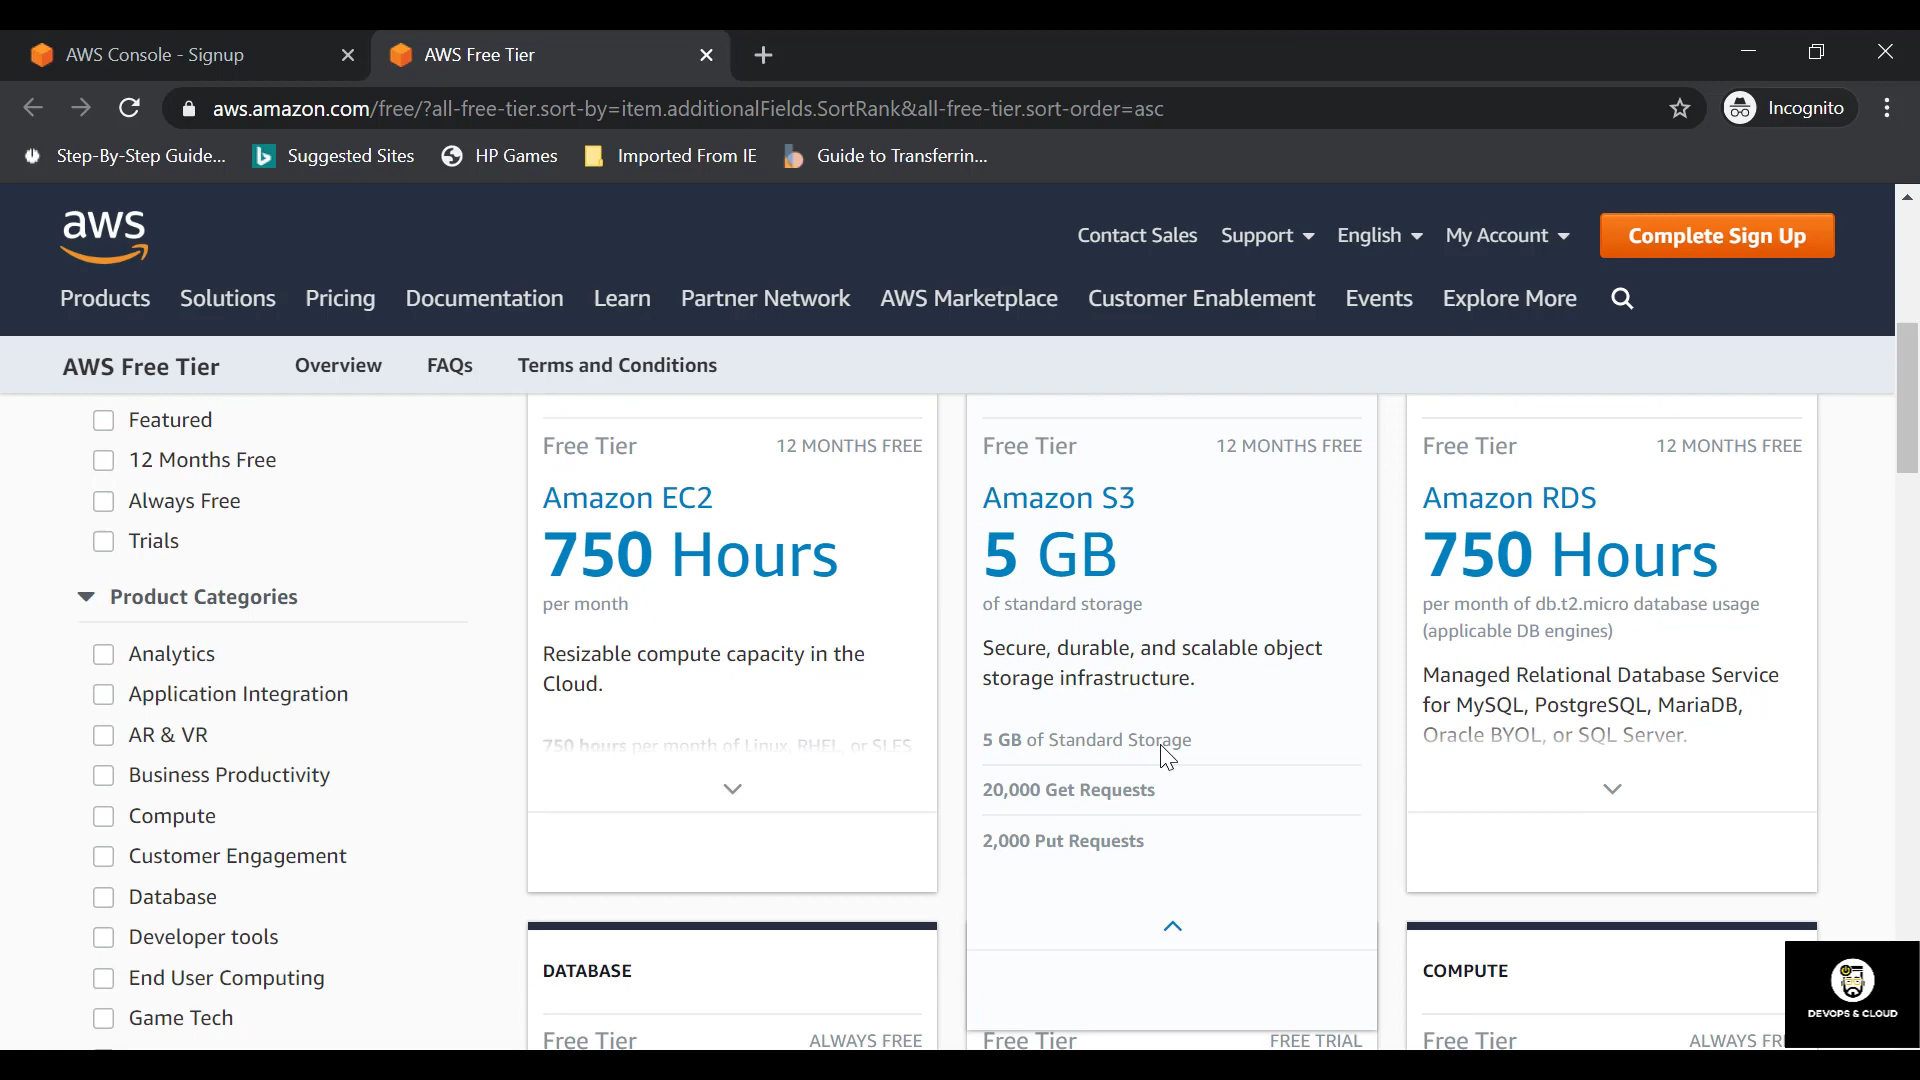 AWS Console - Signup
AWS Free Tier
aws.amazon.com/free/?all-free-tier.sort-by=item.additionalFields.SortRank&all-free-tier.sort-order=asc
Incognito
Step-By-Step Guide...
Suggested Sites
HP Games
Imported From IE
Guide to Transferrin...
aws
Contact Sales
Support
English
My Account
Complete Sign Up
Products
Solutions
Pricing
Documentation
Learn
Partner Network
AWS Marketplace
Customer Enablement
Events
Explore More
AWS Free Tier
Overview
FAQs
Terms and Conditions
Featured
12 Months Free
Always Free
Trials
Product Categories
Analytics
Application Integration
AR & VR
Business Productivity
Compute
Customer Engagement
Database
Developer tools
End User Computing
Game Tech
Free Tier
12 MONTHS FREE
Amazon EC2
750 Hours
per month
Resizable compute capacity in the
Cloud.
750 hours per month of Linux, RHEL, or SLES
Free Tier
12 MONTHS FREE
Amazon S3
5 GB
of standard storage
Secure, durable, and scalable object
storage infrastructure.
5 GB of Standard Storage
20,000 Get Requests
2,000 Put Requests
Free Tier
12 MONTHS FREE
Amazon RDS
750 Hours
per month of db.t2.micro database usage
(applicable DB engines)
Managed Relational Database Service
for MySQL, PostgreSQL, MariaDB,
Oracle BYOL, or SQL Server.
DATABASE
Free Tier
ALWAYS FREE
Free Tier
FREE TRIAL
COMPUTE
Free Tier
ALWAYS FR
DEVOPS & CLOUD